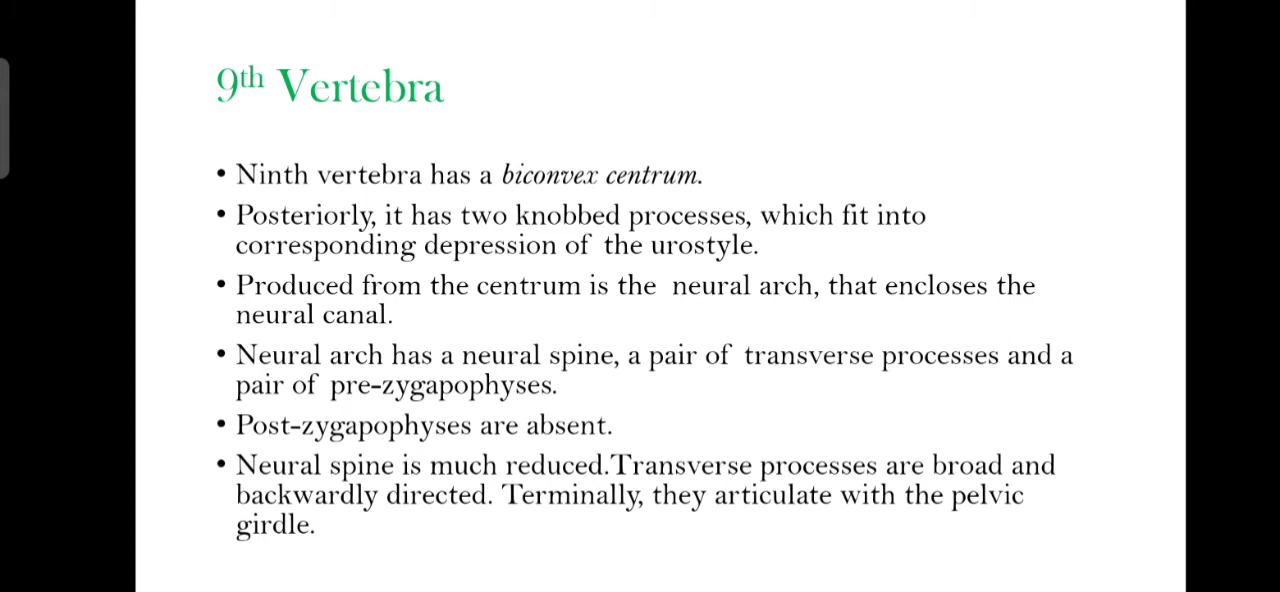 9th Vertebra
• Ninth vertebra has a biconvex centrum.
• Posteriorly, it has two knobbed processes, which fit into
corresponding depression of the urostyle.
• Produced from the centrum is the neural arch, that encloses the
neural canal.
• Neural arch has a neural spine, a pair of transverse processes and a
pair of pre-zygapophyses.
• Post-zygapophyses are absent.
• Neural spine is much reduced.Transverse processes are broad and
backwardly directed. Terminally, they articulate with the pelvic
girdle.